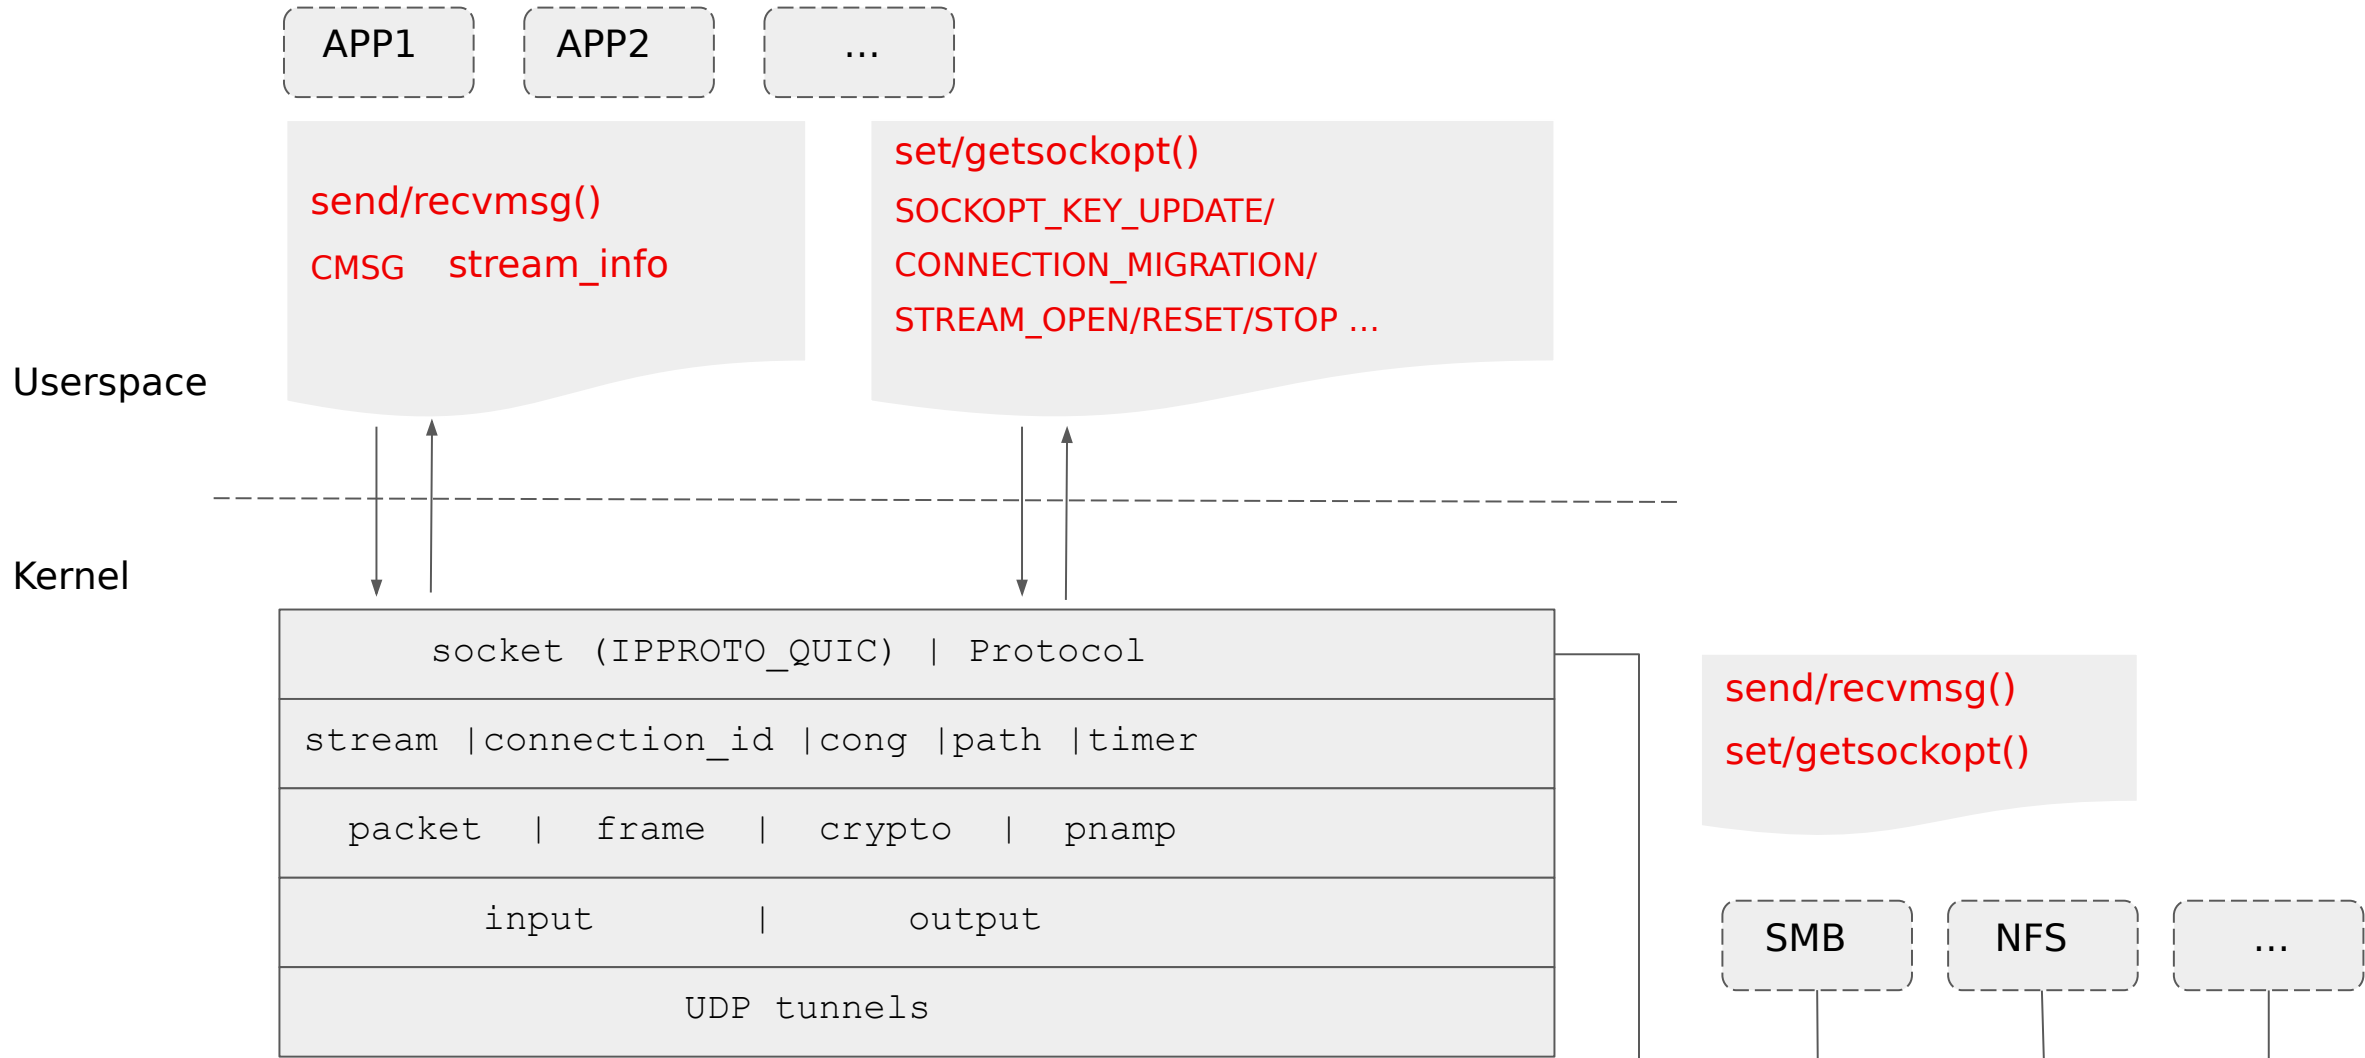 APP1 APP2 ...
send/recvmsg()
CMSG stream_info
set/getsockopt()
SOCKOPT_KEY_UPDATE/
CONNECTION_MIGRATION/
STREAM_OPEN/RESET/STOP ...
Userspace
Kernel
socket (IPPROTO_QUIC) | Protocol
stream |connection_id |cong |path |timer
packet | frame | crypto | pnamp
input | output
UDP tunnels
send/recvmsg()
set/getsockopt()
SMB NFS ...